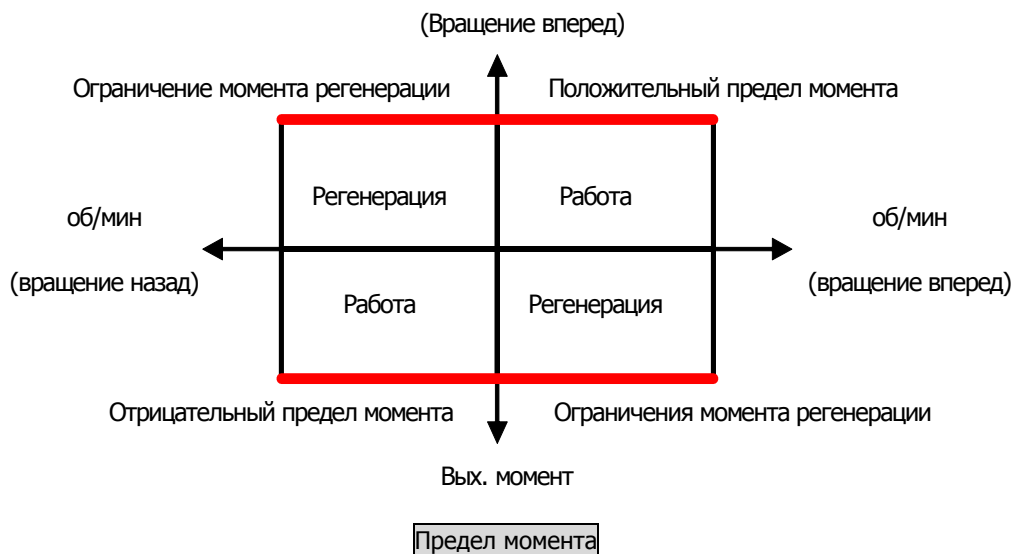 (Вращение вперед)
Ограничение момента регенерации
Положительный предел момента
Регенерация
Работа
об/мин
об/мин
(вращение назад)
(вращение вперед)
Работа
Регенерация
Отрицательный предел момента
Ограничения момента регенерации
Вых. момент
Предел момента